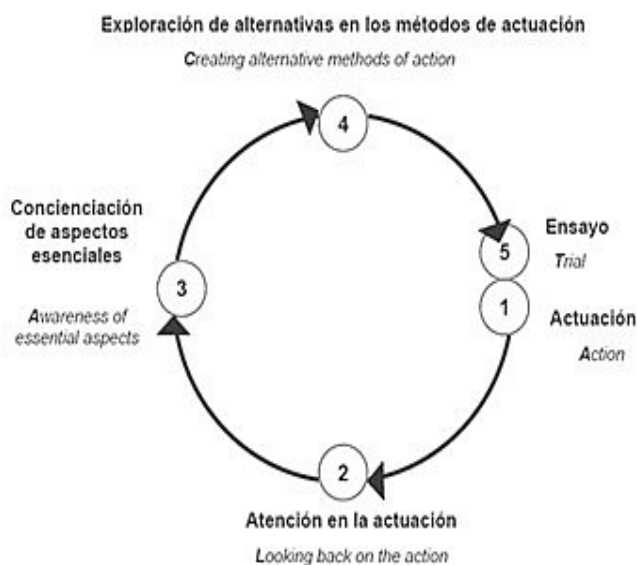 Exploración de alternativas en los métodos de actuación
Creating alternative methods of action
4
Concienciación
de aspectos
esenciales
Awareness of
essential aspects
3
5
Ensayo
Trial
1
Actuación
Action
2
Atención en la actuación
Looking back on the action